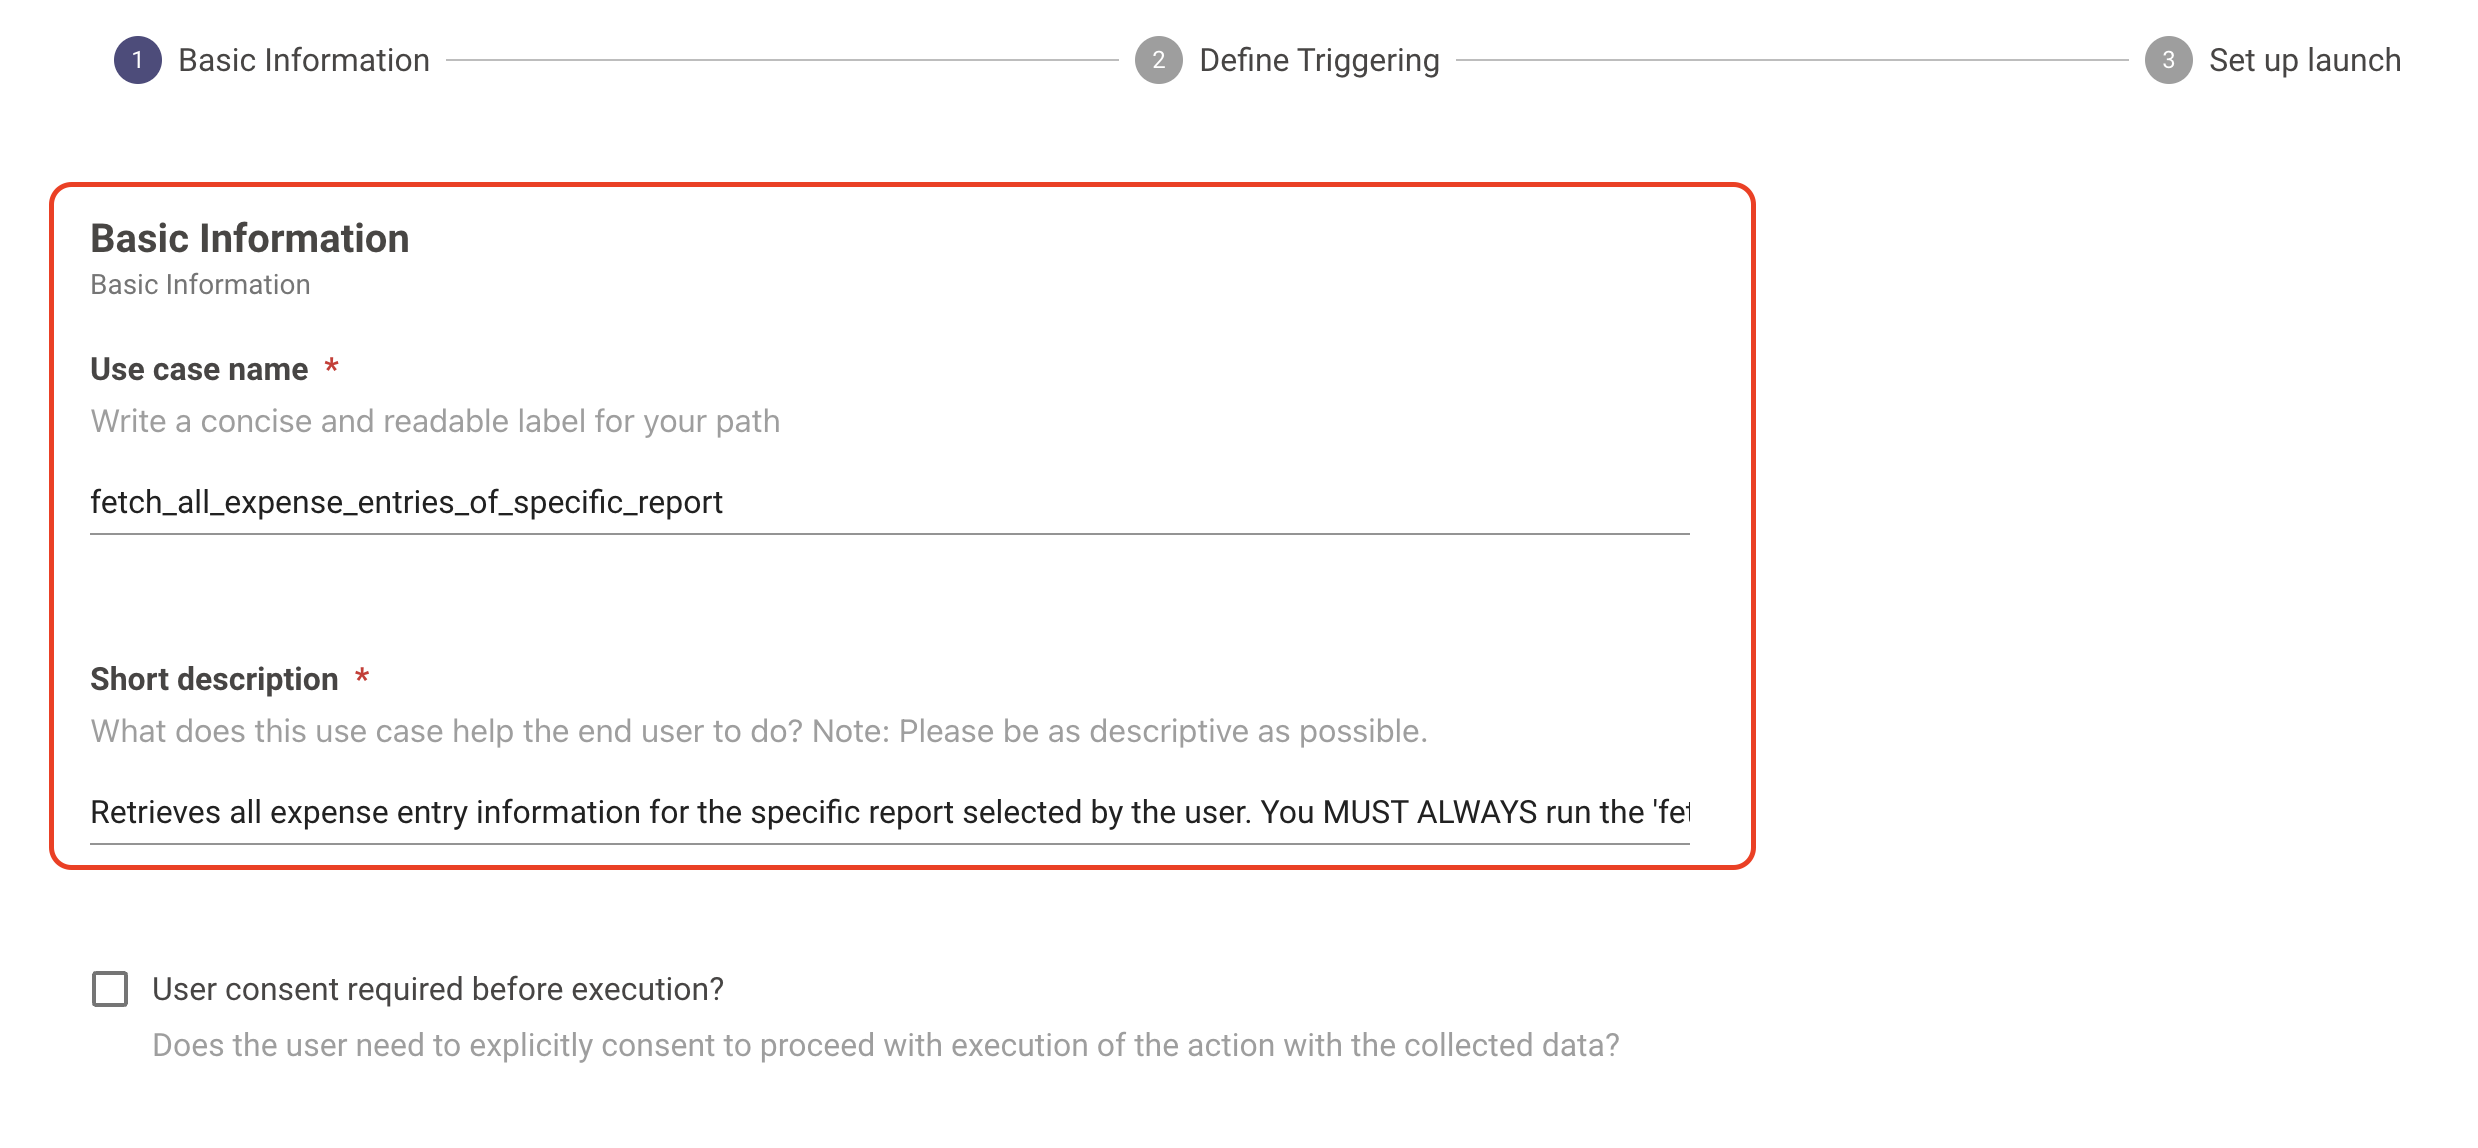 1 Basic Information 2 Define Triggering 3 Set up launch
Basic Information
Basic Information
Use case name *
Write a concise and readable label for your path
fetch_all_expense_entries_of_specific_report
Short description *
What does this use case help the end user to do? Note: Please be as descriptive as possible.
Retrieves all expense entry information for the specific report selected by the user. You MUST ALWAYS run the 'fet
User consent required before execution?
Does the user need to explicitly consent to proceed with execution of the action with the collected data?